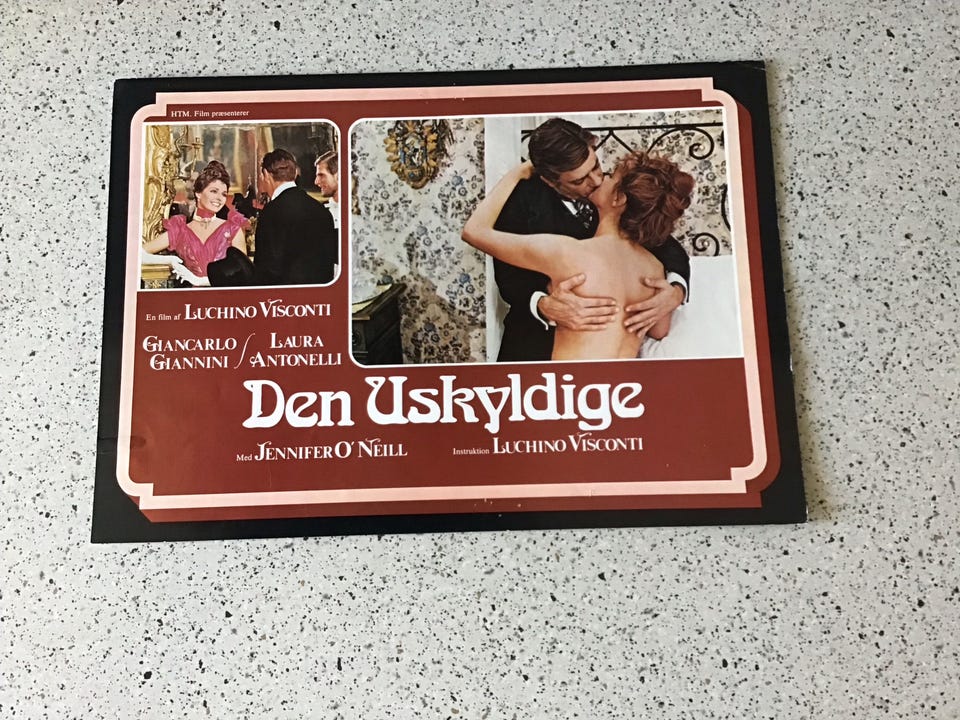 HTM. Film præsenterer
En film af LUCHINO VISCONTI
GIANCARLO
GIANNINI
LAURA
ANTONELLI
Den Uskyldige
Med JENNIFER O'NEILL
Instruktion LUCHINO VISCONTI